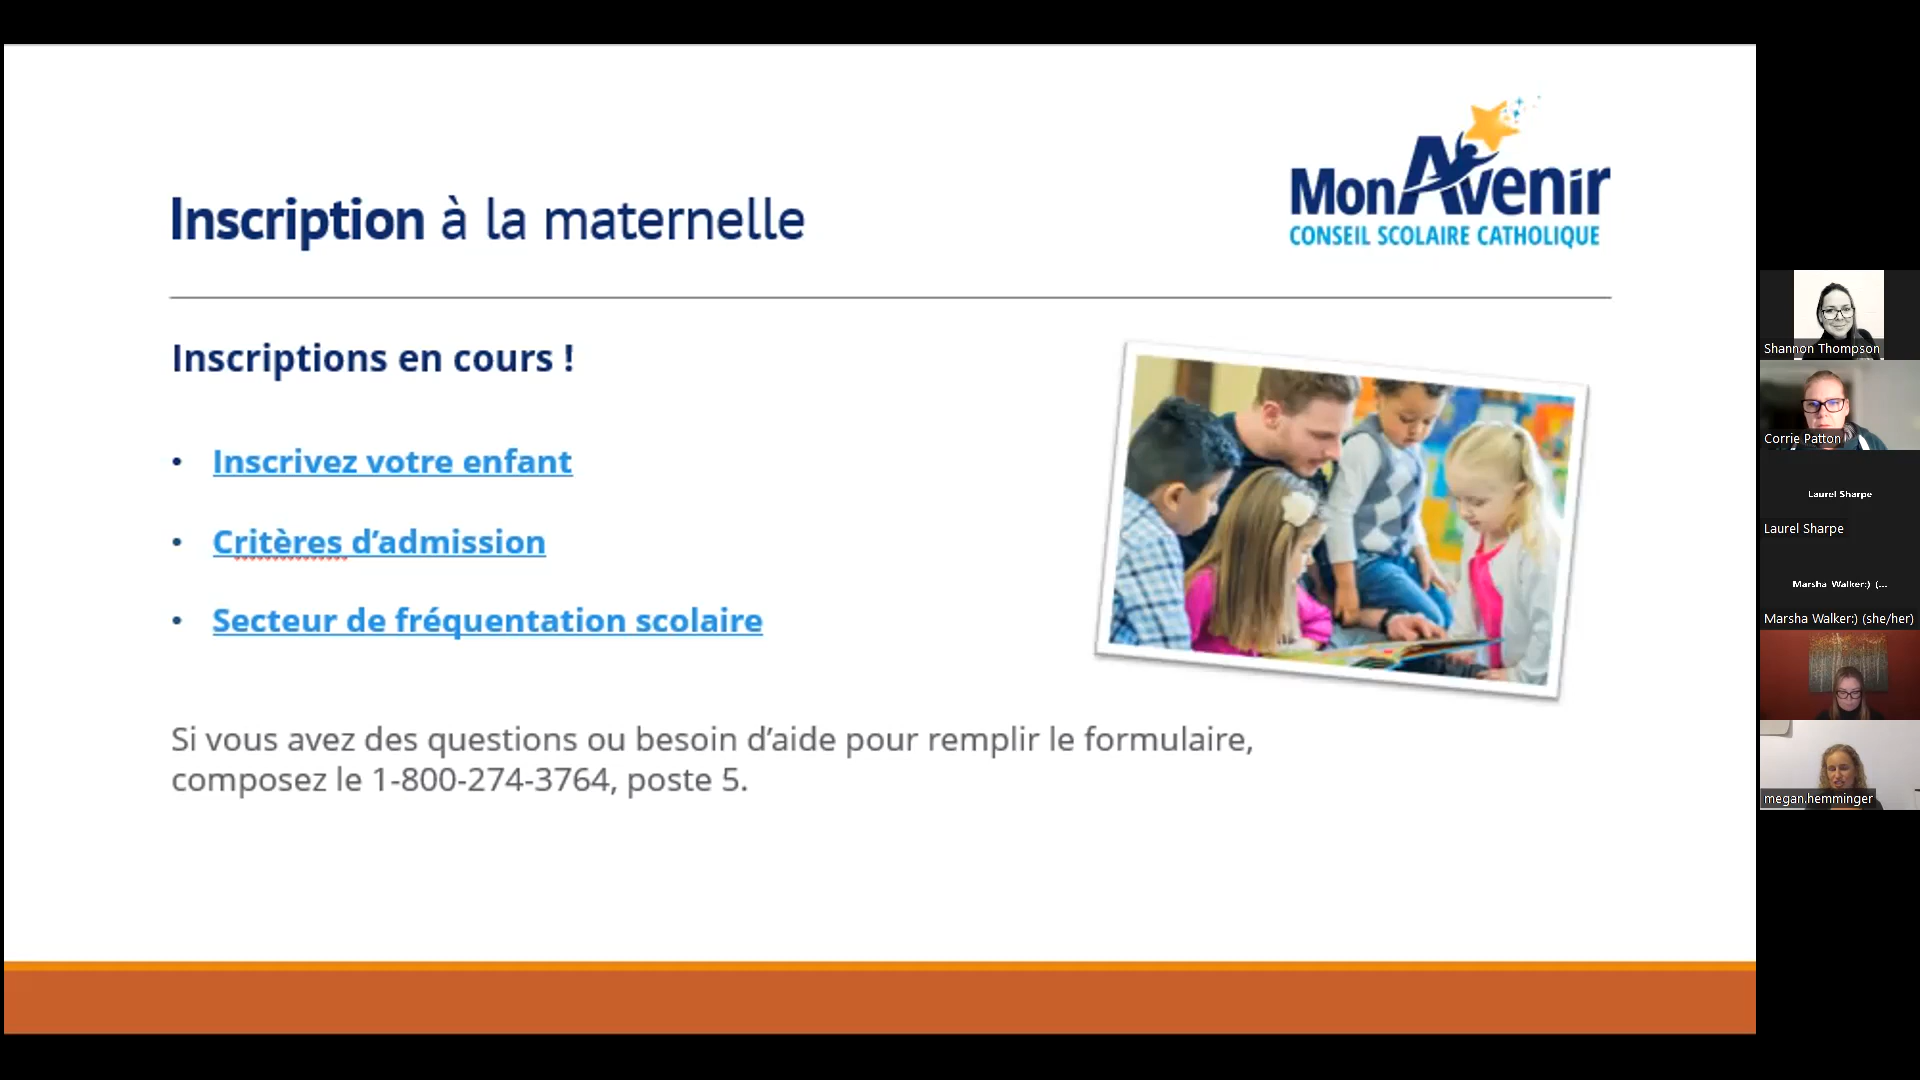 MonAvenir
CONSEIL SCOLAIRE CATHOLIQUE
Inscription à la maternelle
Inscriptions en cours !
• Inscrivez votre enfant
• Critères d’admission
• Secteur de fréquentation scolaire
Si vous avez des questions ou besoin d’aide pour remplir le formulaire,
composez le 1-800-274-3764, poste 5.
Shannon Thompson
Corrie Patton
Laurel Sharpe
Laurel Sharpe
Marsha Walker:) (...
Marsha Walker:) (she/her)
megan.hemminger